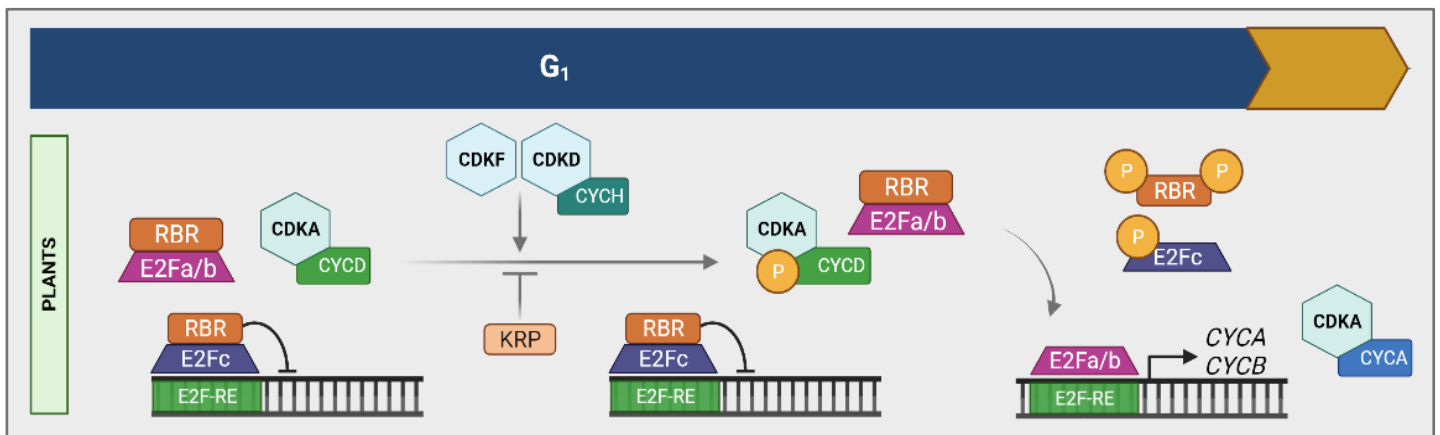 G₁
PLANTS
RBR
E2Fa/b
CDKA
CYCD
RBR
E2Fc
E2F-RE
CDKF
CDKD
CYCH
KRP
RBR
E2Fc
E2F-RE
CDKA
P
CYCD
RBR
E2Fa/b
P
RBR
P
P
E2Fc
E2Fa/b
E2F-RE
CYCA
CYCB
CDKA
CYCA